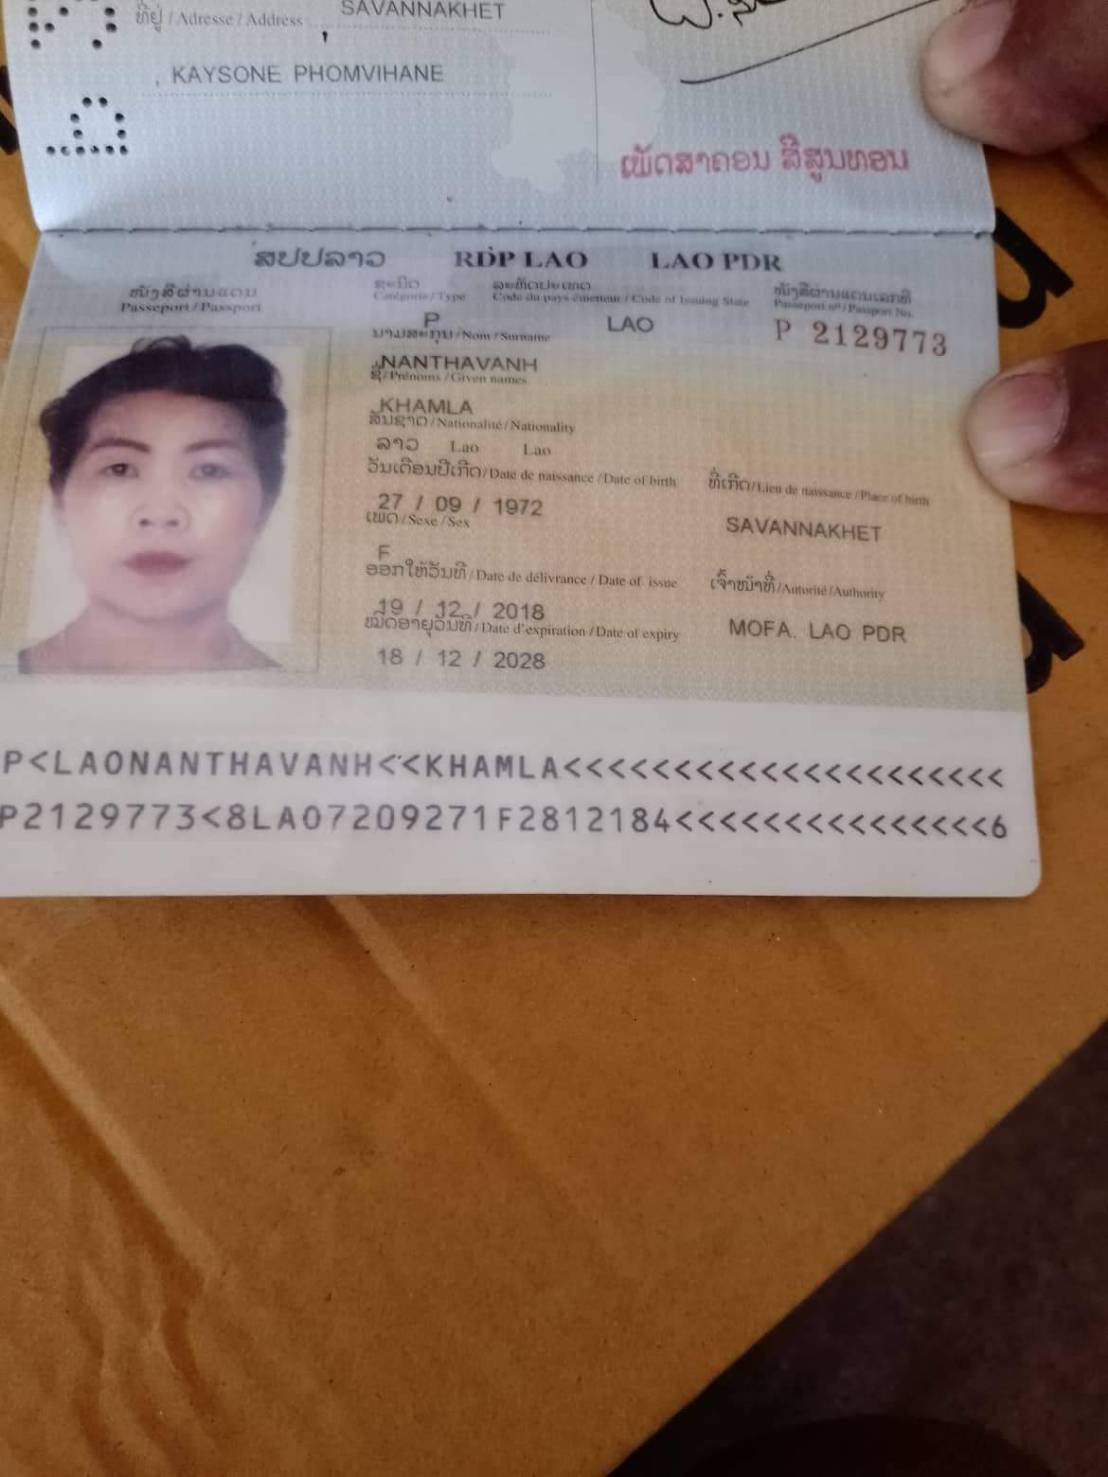 ທີ່ຢູ່ / Adresse / Address SAVANNAKHET
, KAYSONE PHOMVIHANE
ເພັດສາຄອນ ສີສູນທອນ
ສປປລາວ RDP LAO LAO PDR
ໜັງສືຜ່ານແດນ
Passeport / Passport
ຊະນິດ
Catégorie / Type
ລະຫັດປະເທດ
Code du pays émetteur / Code of Issuing State
ໜັງສືຜ່ານແດນເລກທີ
Passeport nº / Passport No.
P LAO P 2129773
ນາມສະກຸນ / Nom / Surname
NANTHAVANH
ຊື່ / Prénoms / Given names
KHAMLA
ສັນຊາດ / Nationalité / Nationality
ລາວ Lao Lao
ວັນເດືອນປີເກີດ / Date de naissance / Date of birth ທີ່ເກີດ / Lieu de naissance / Place of birth
27 / 09 / 1972 SAVANNAKHET
ເພດ / Sexe / Sex
F
ອອກໃຫ້ວັນທີ / Date de délivrance / Date of issue ເຈົ້າໜ້າທີ່ / Autorité / Authority
19 / 12 / 2018 MOFA. LAO PDR
ໝົດອາຍຸວັນທີ / Date d'expiration / Date of expiry
18 / 12 / 2028
P<LAONANTHAVANH<<KHAMLA<<<<<<<<<<<<<<<<<<<<<
P2129773<8LAO7209271F2812184<<<<<<<<<<<<<<<6